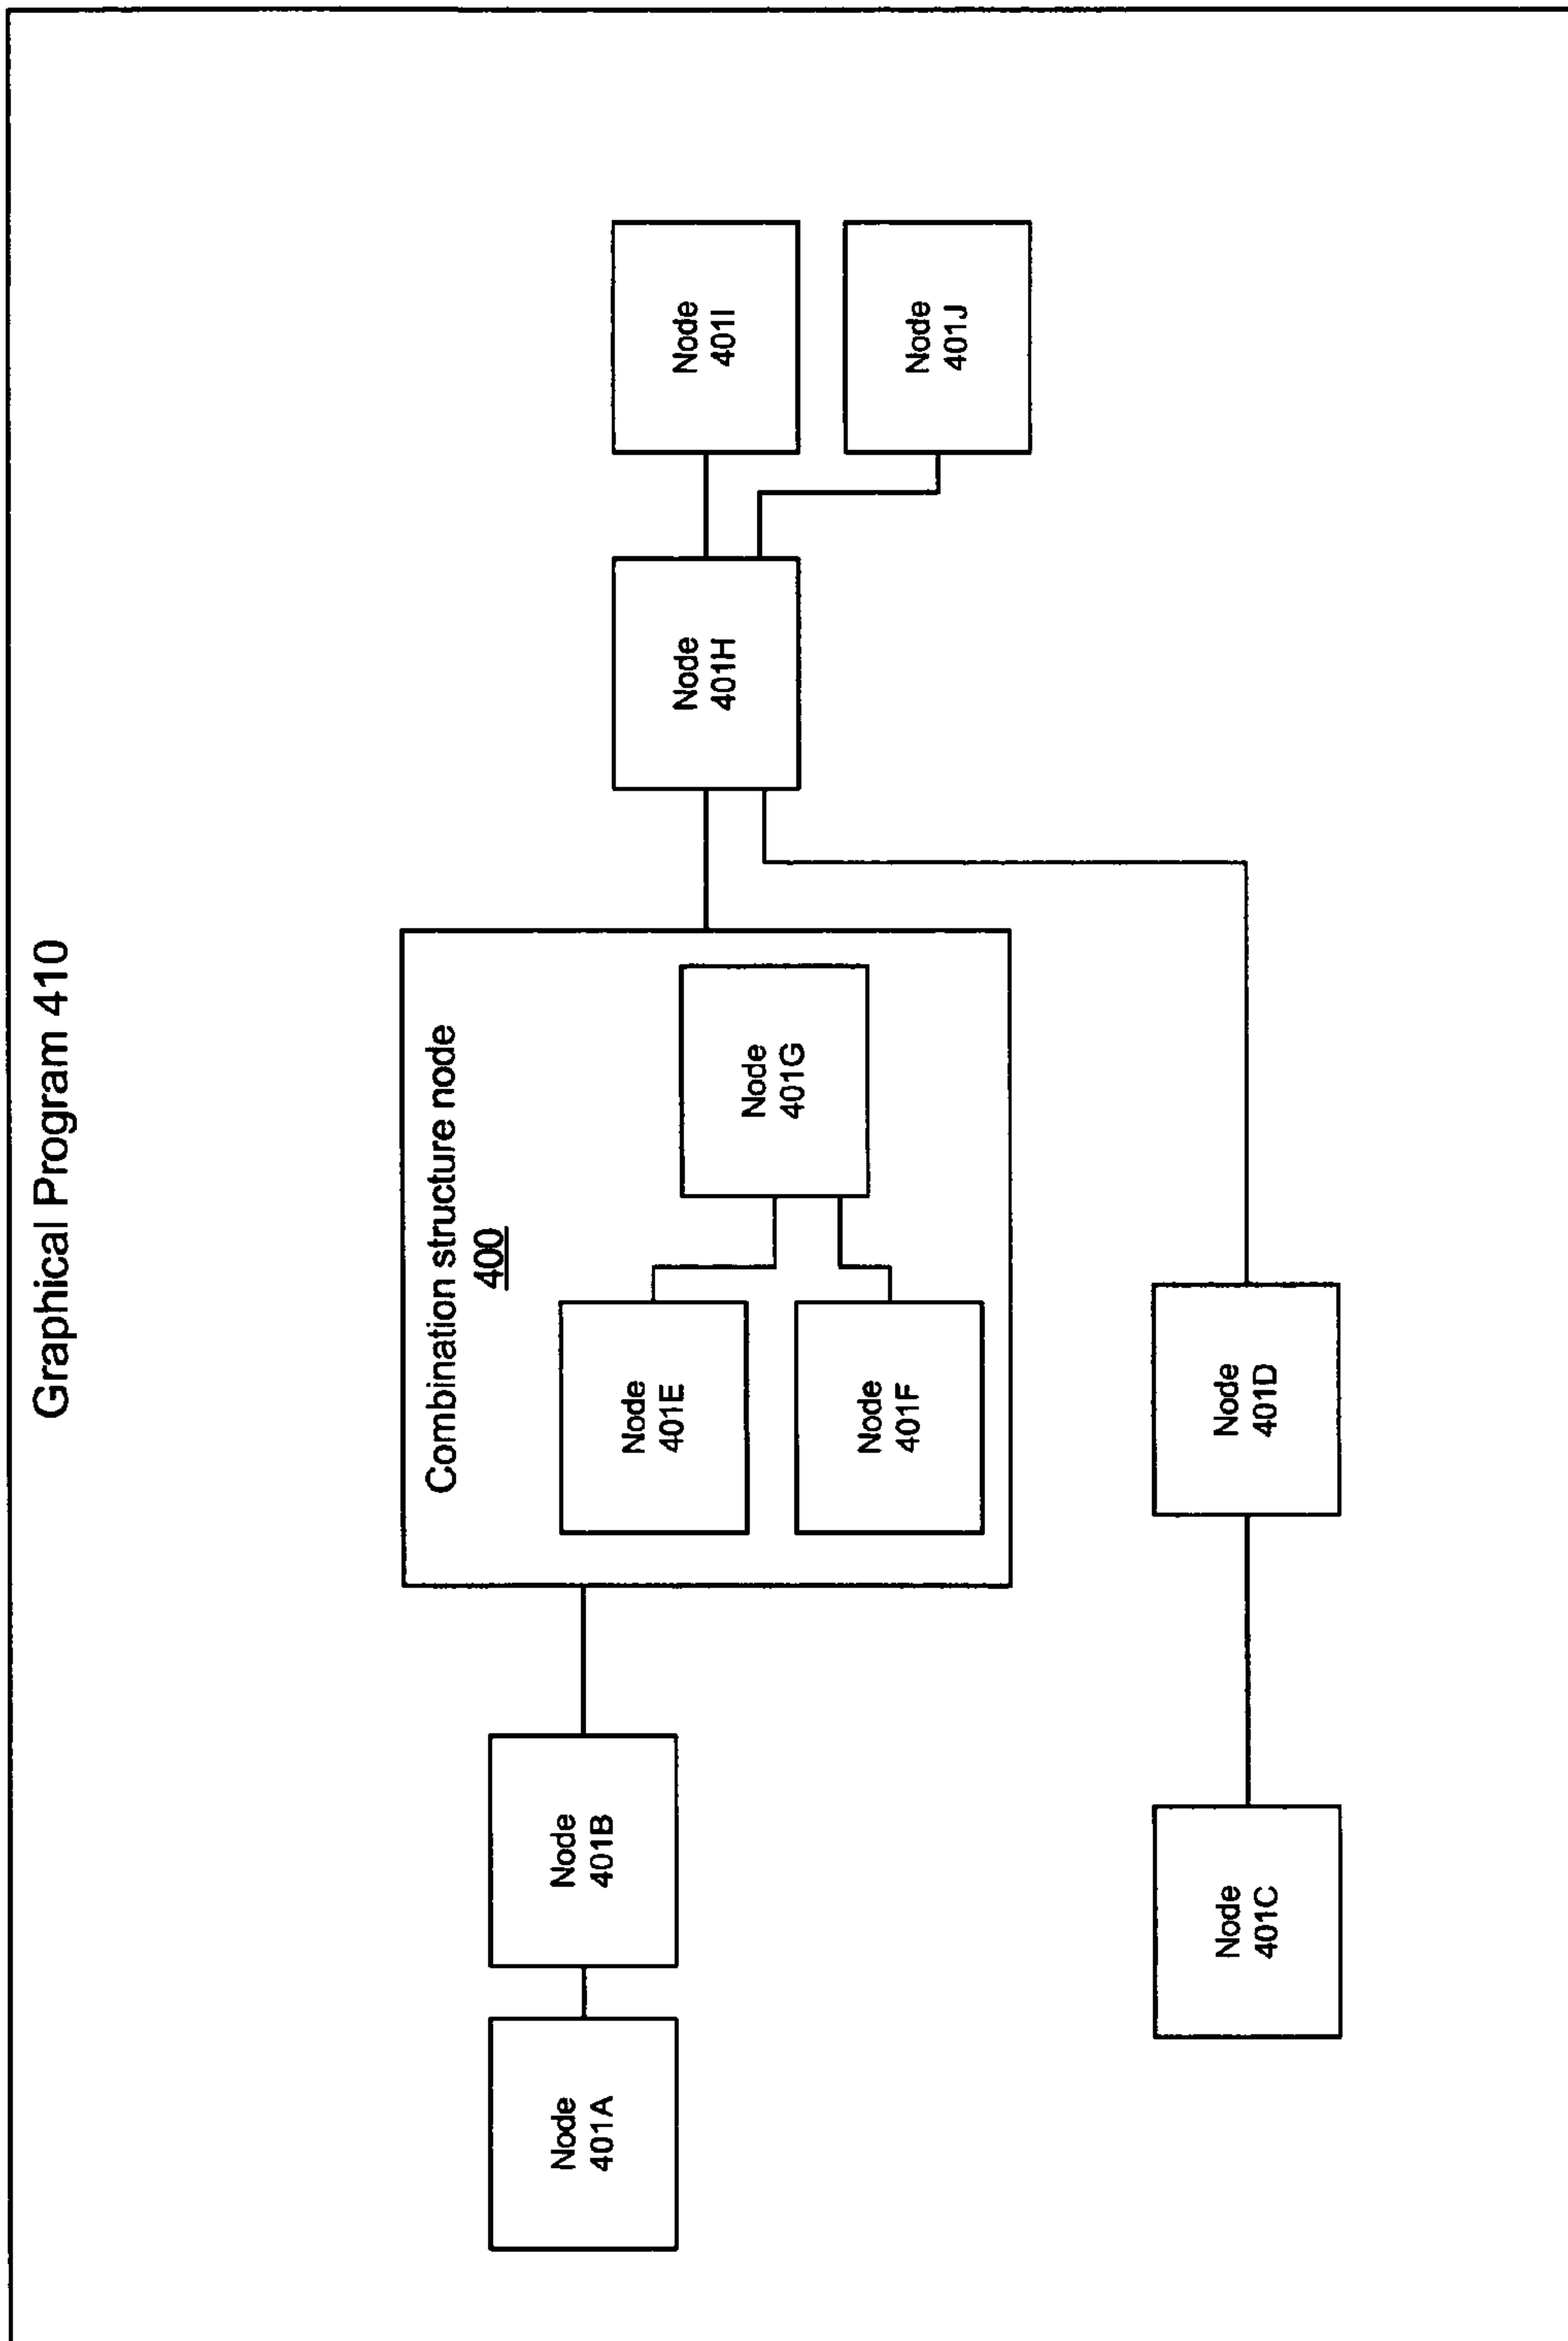 Graphical Program 410
Combination structure node
400
Node
401A
Node
401B
Node
401E
Node
401F
Node
401G
Node
401H
Node
401I
Node
401J
Node
401C
Node
401D